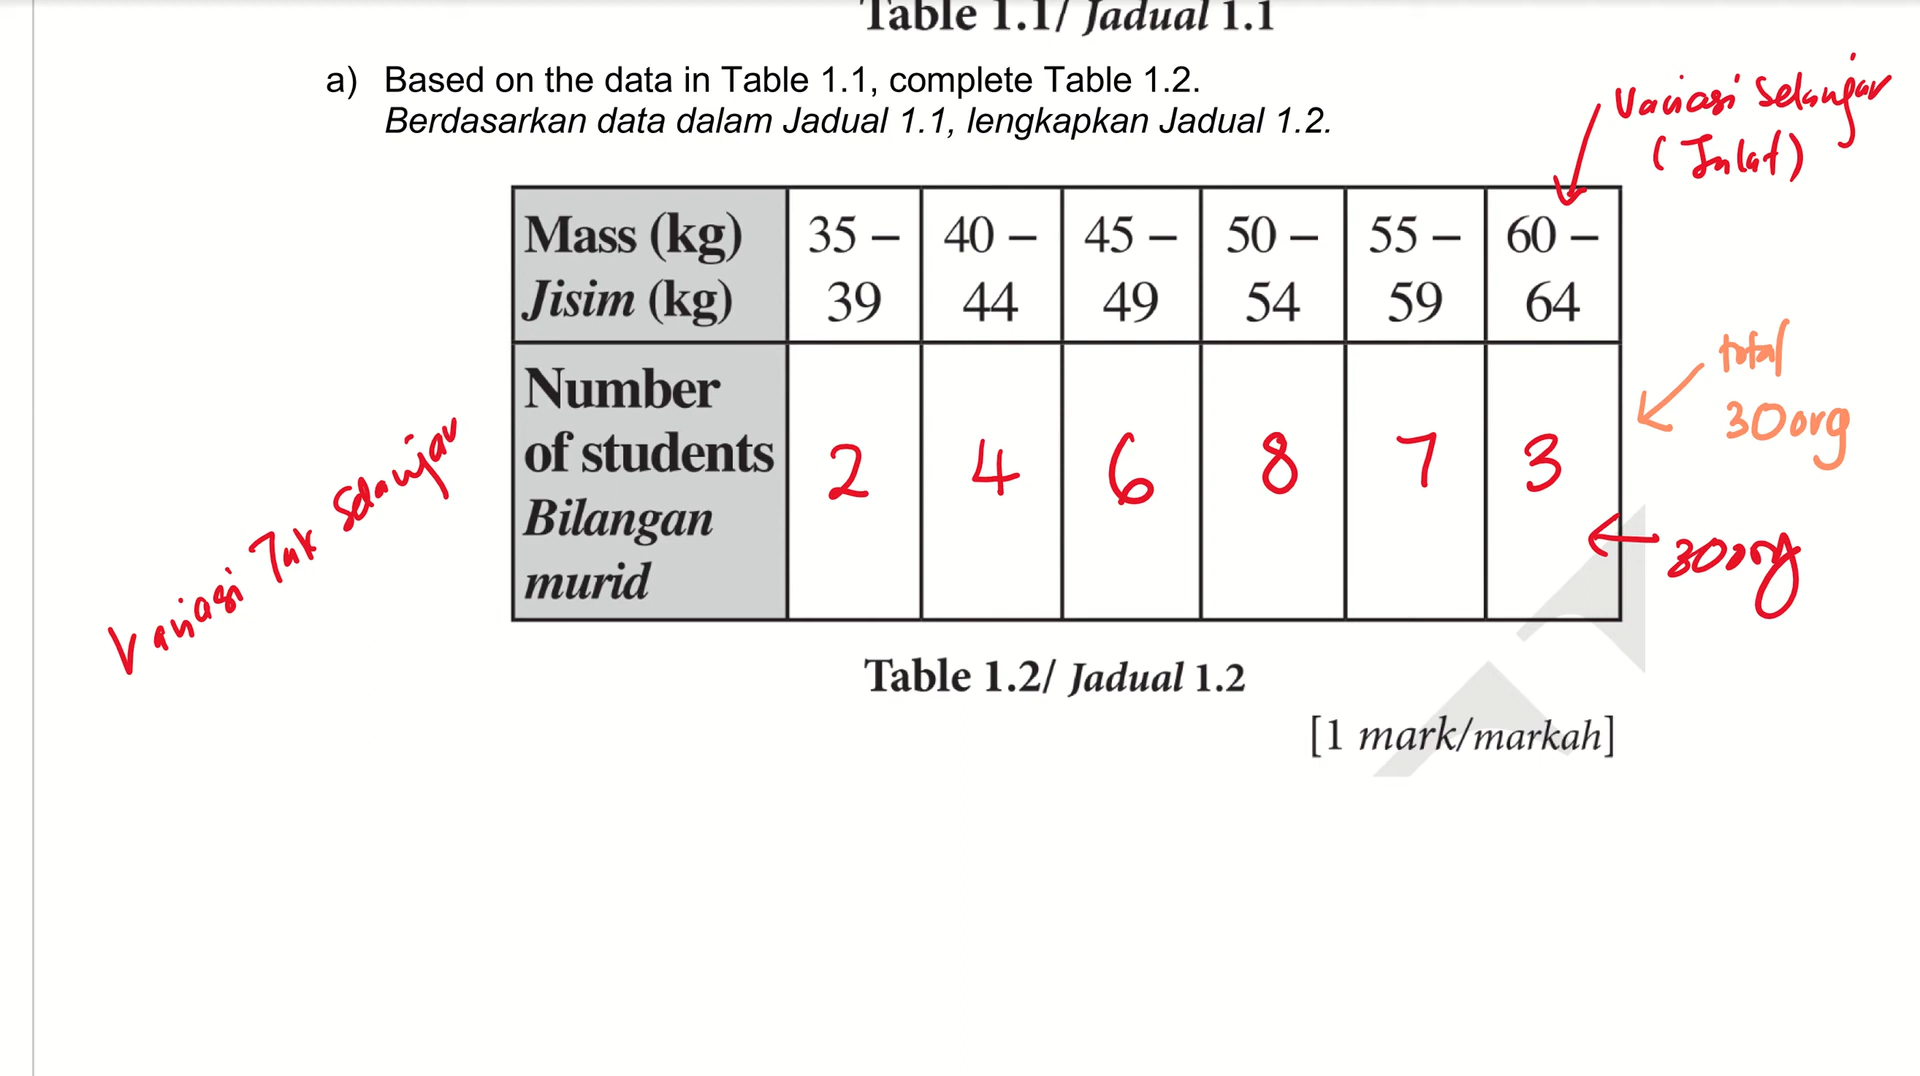 Table 1.1/ Jadual 1.1
a) Based on the data in Table 1.1, complete Table 1.2.
Berdasarkan data dalam Jadual 1.1, lengkapkan Jadual 1.2.
Variasi Selanjar
(Julat)
Mass (kg) 35 – 40 – 45 – 50 – 55 – 60 –
Jisim (kg) 39 44 49 54 59 64
total
30org
Number
of students 2 4 6 8 7 3
Bilangan
murid
30org
Variasi Tak Selanjar
Table 1.2/ Jadual 1.2
[1 mark/markah]